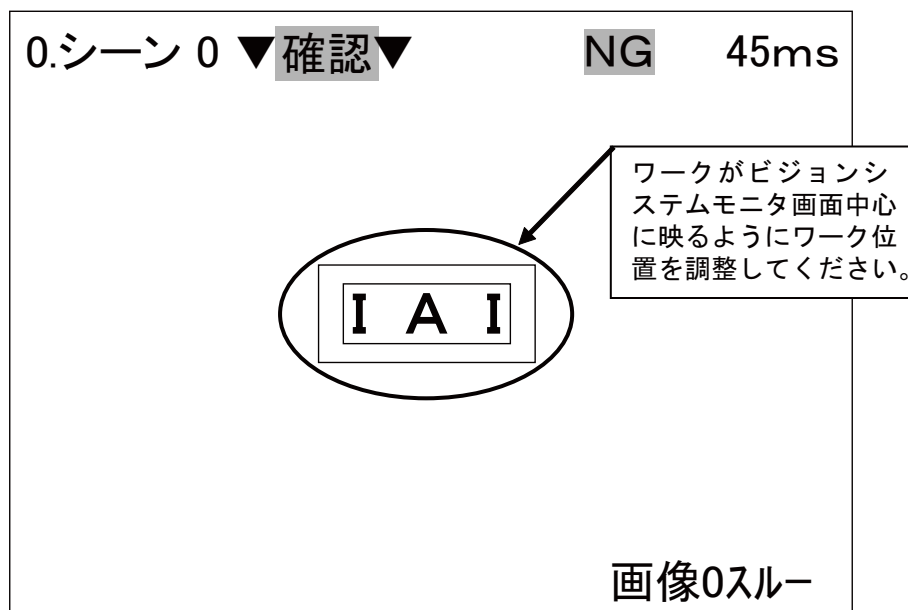 0.シーン 0 ▼確認▼ NG 45ms
ワークがビジョンシ
ステムモニタ画面中心
に映るようにワーク位
置を調整してください。
I A I
画像0ｽﾙｰ